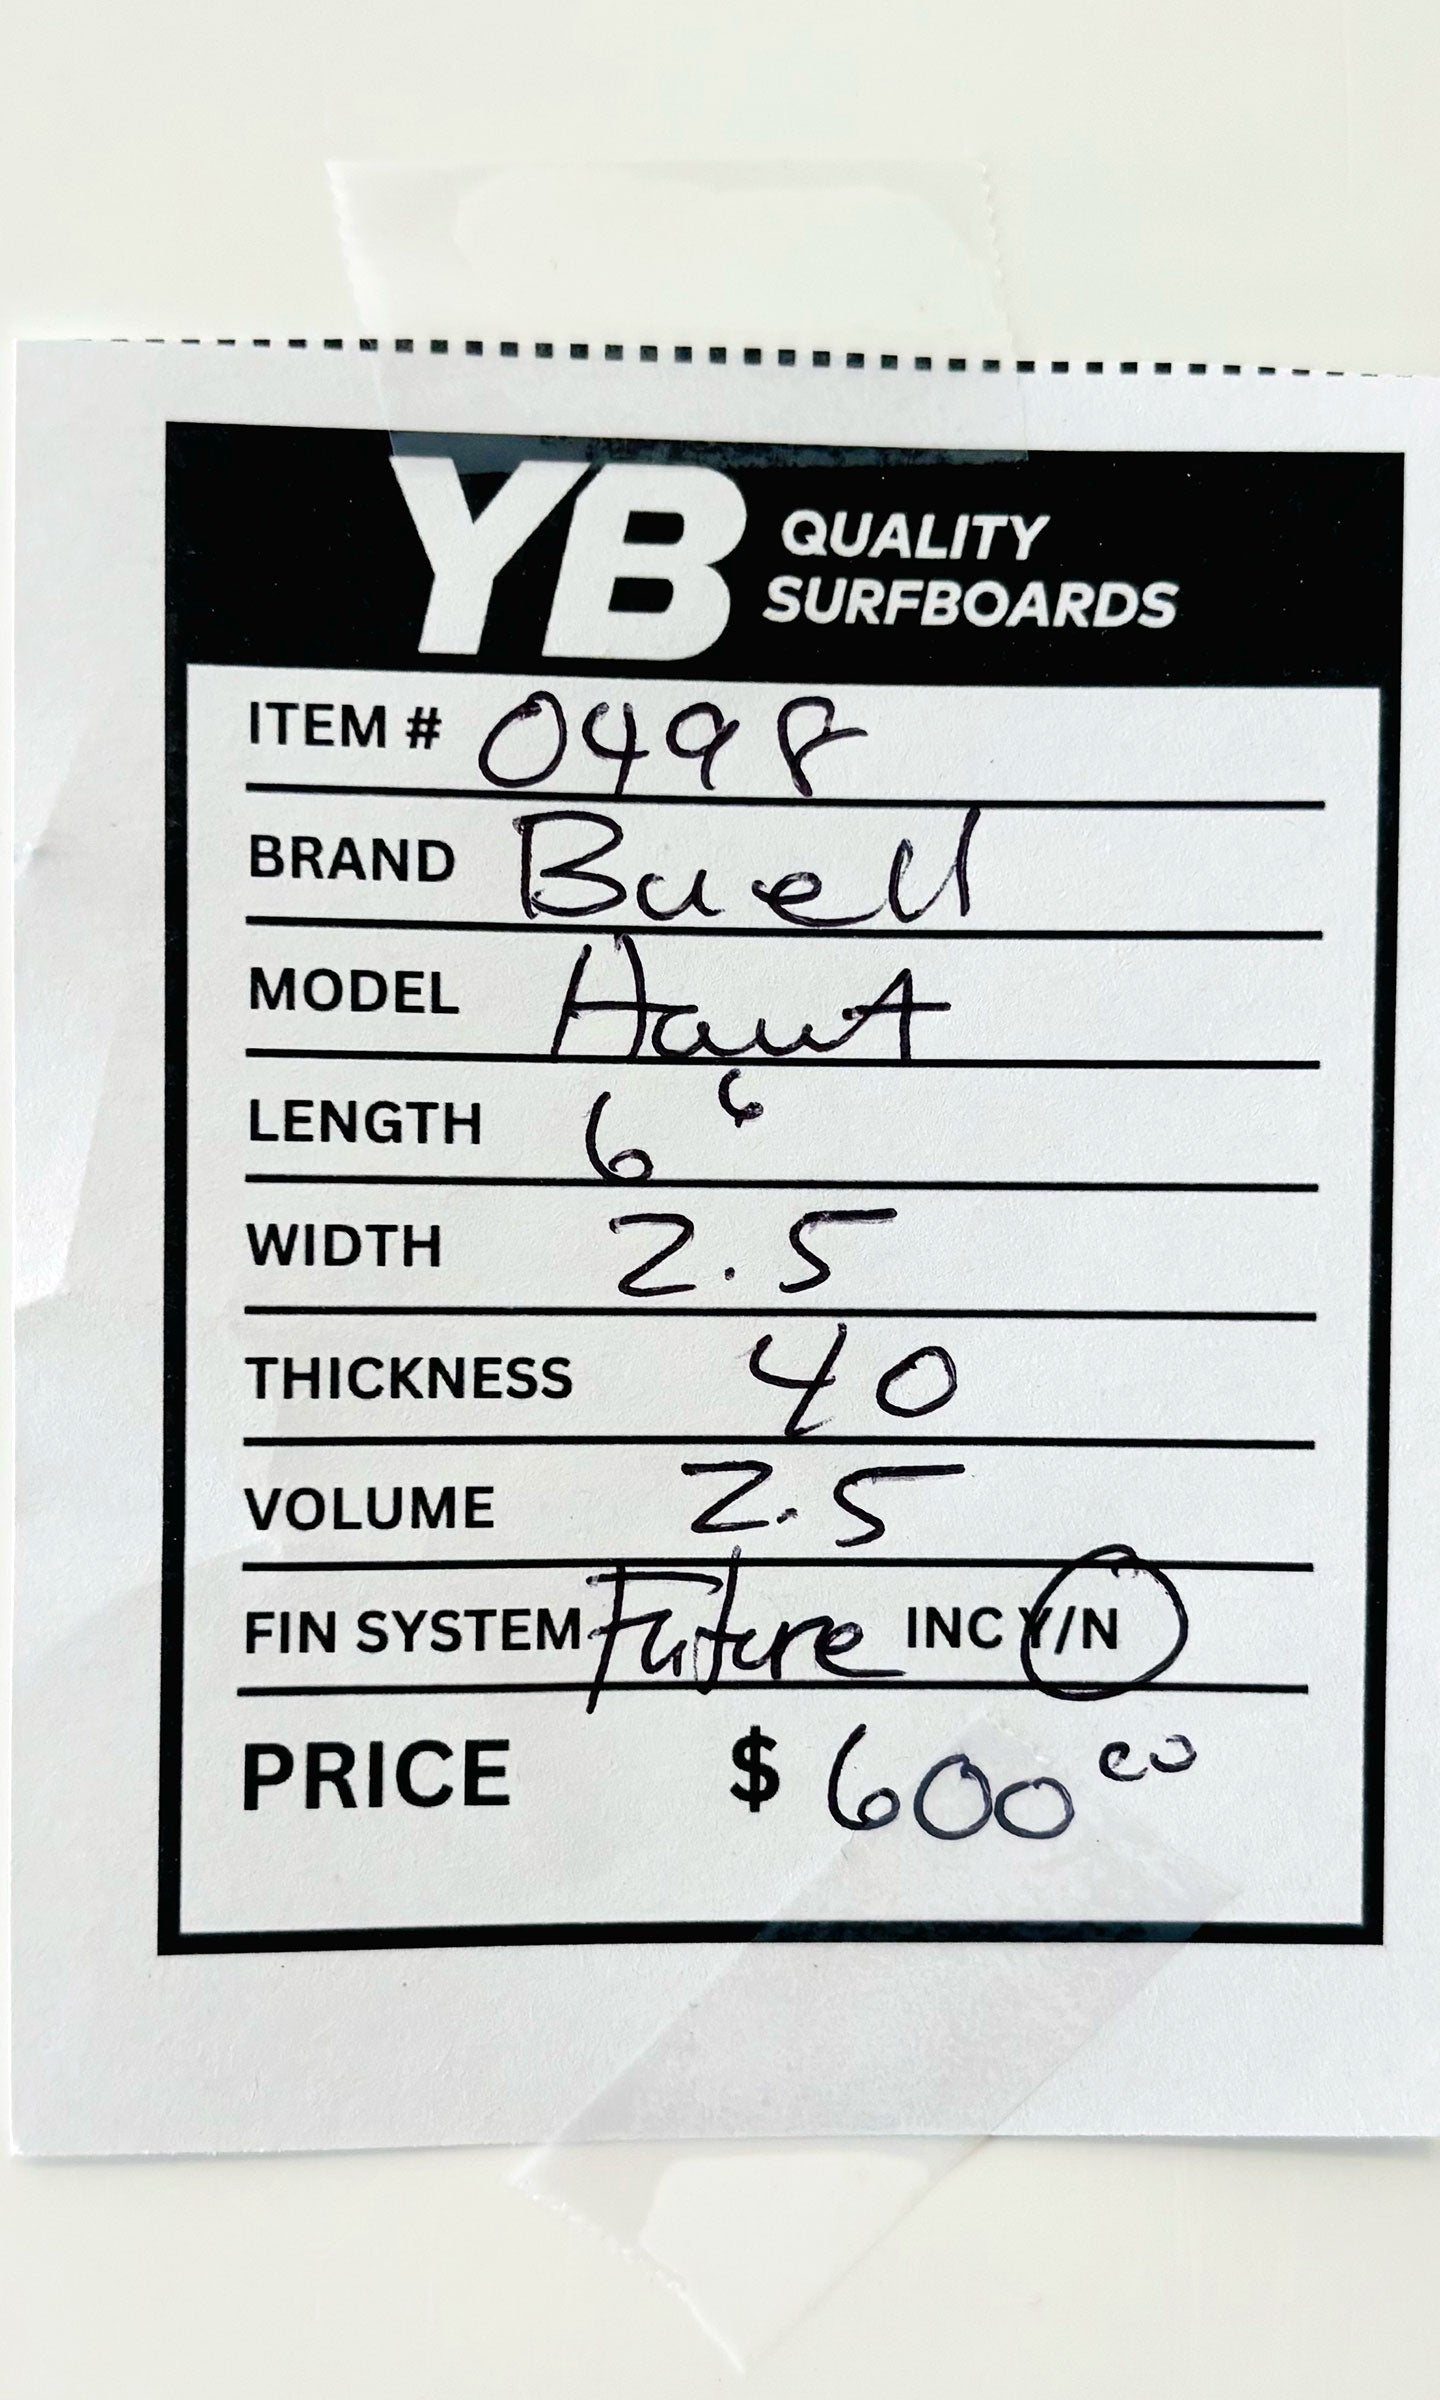 YB QUALITY
SURFBOARDS
ITEM # 0498
BRAND Buell
MODEL Hawt
LENGTH 6 6
WIDTH 2.5
THICKNESS 40
VOLUME 2.5
FIN SYSTEM Future INC Y/N
PRICE $ 600 00